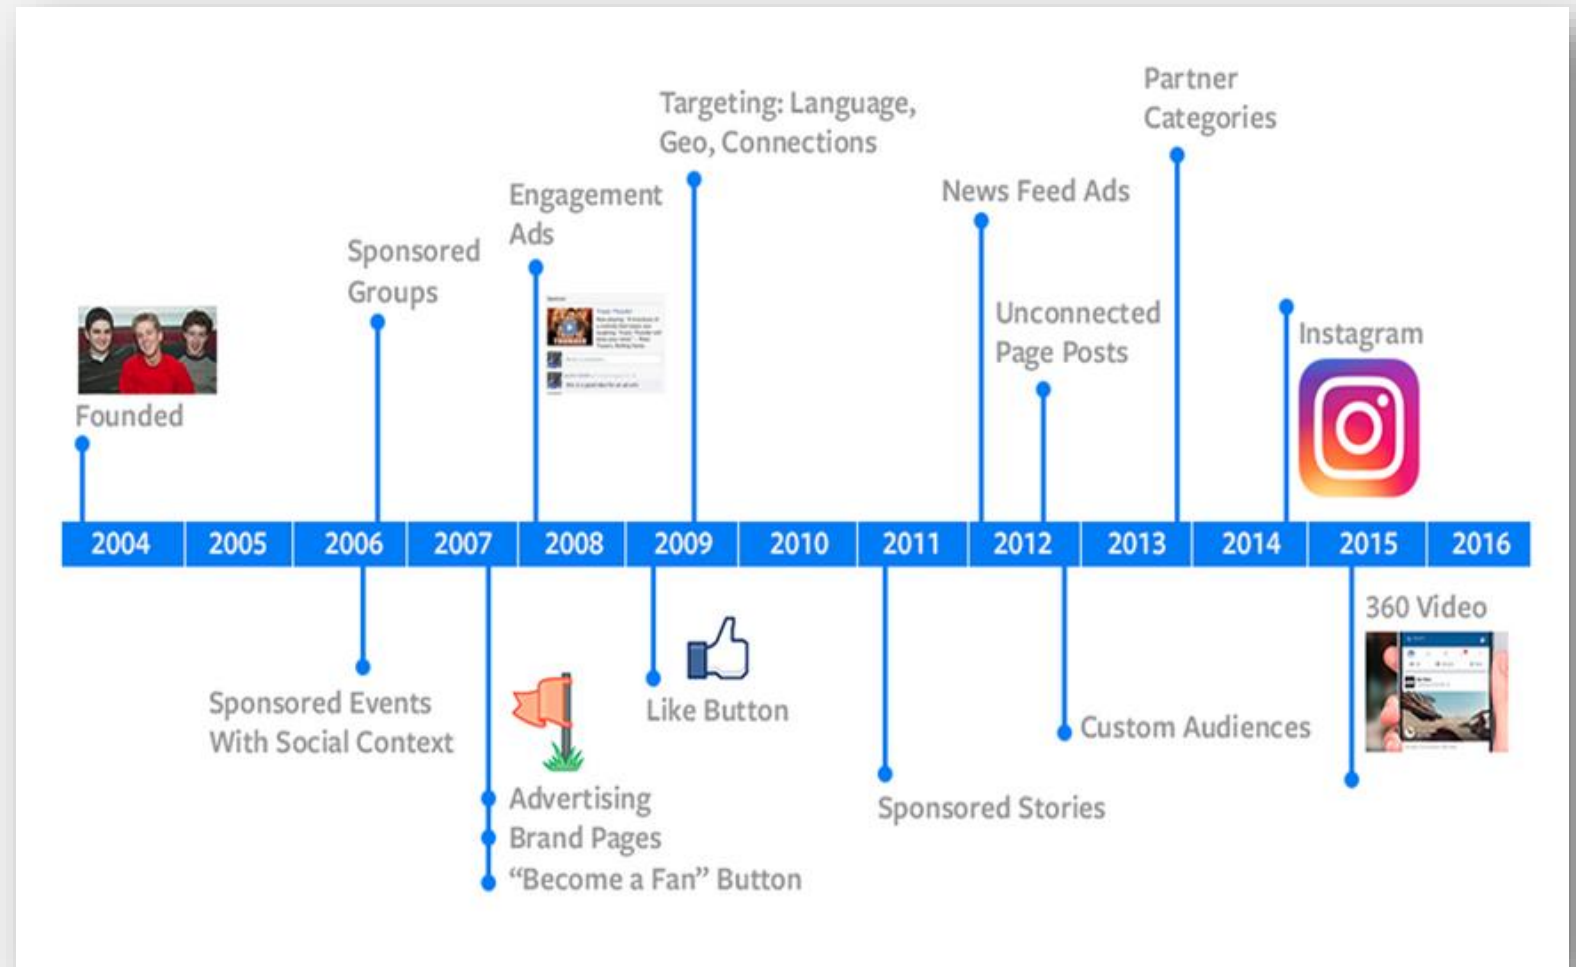 Partner
Categories
Targeting: Language,
Geo, Connections
News Feed Ads
Engagement
Ads
Sponsored
Groups
Unconnected
Page Posts
Instagram
Founded
2004 2005 2006 2007 2008 2009 2010 2011 2012 2013 2014 2015 2016
360 Video
Sponsored Events
With Social Context
Like Button
Custom Audiences
Advertising
Brand Pages
“Become a Fan” Button
Sponsored Stories